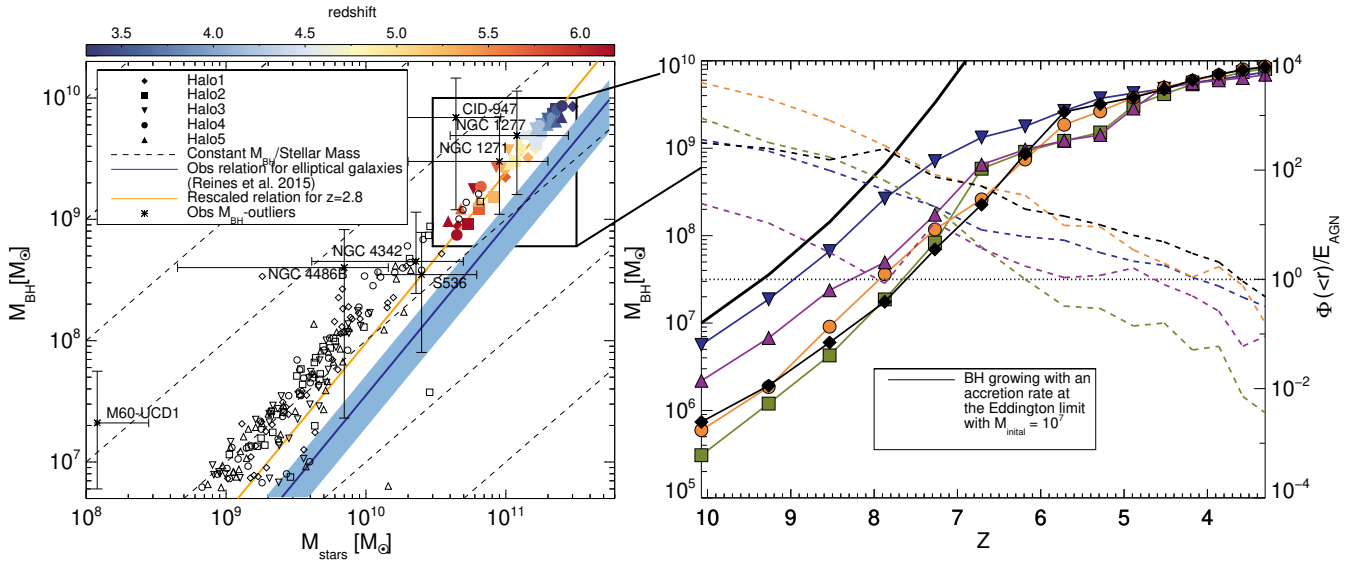 redshift
3.5 4.0 4.5 5.0 5.5 6.0
Halo1
Halo2
Halo3
Halo4
Halo5
Constant M_BH/Stellar Mass
Obs relation for elliptical galaxies
(Reines et al. 2015)
Rescaled relation for z=2.8
Obs M_BH-outliers
CID-947
NGC 1277
NGC 1271
NGC 4342
NGC 4486B
S536
M60-UCD1
10^10
10^9
10^8
10^7
M_BH[M_☉]
10^8 10^9 10^10 10^11
M_stars [M_☉]
10^10
10^9
10^8
10^7
10^6
10^5
M_BH[M_☉]
BH growing with an
accretion rate at
the Eddington limit
with M_inital = 10^7
10^4
10^2
10^0
10^-2
10^-4
Φ(<r)/E_AGN
10 9 8 7 6 5 4
Z